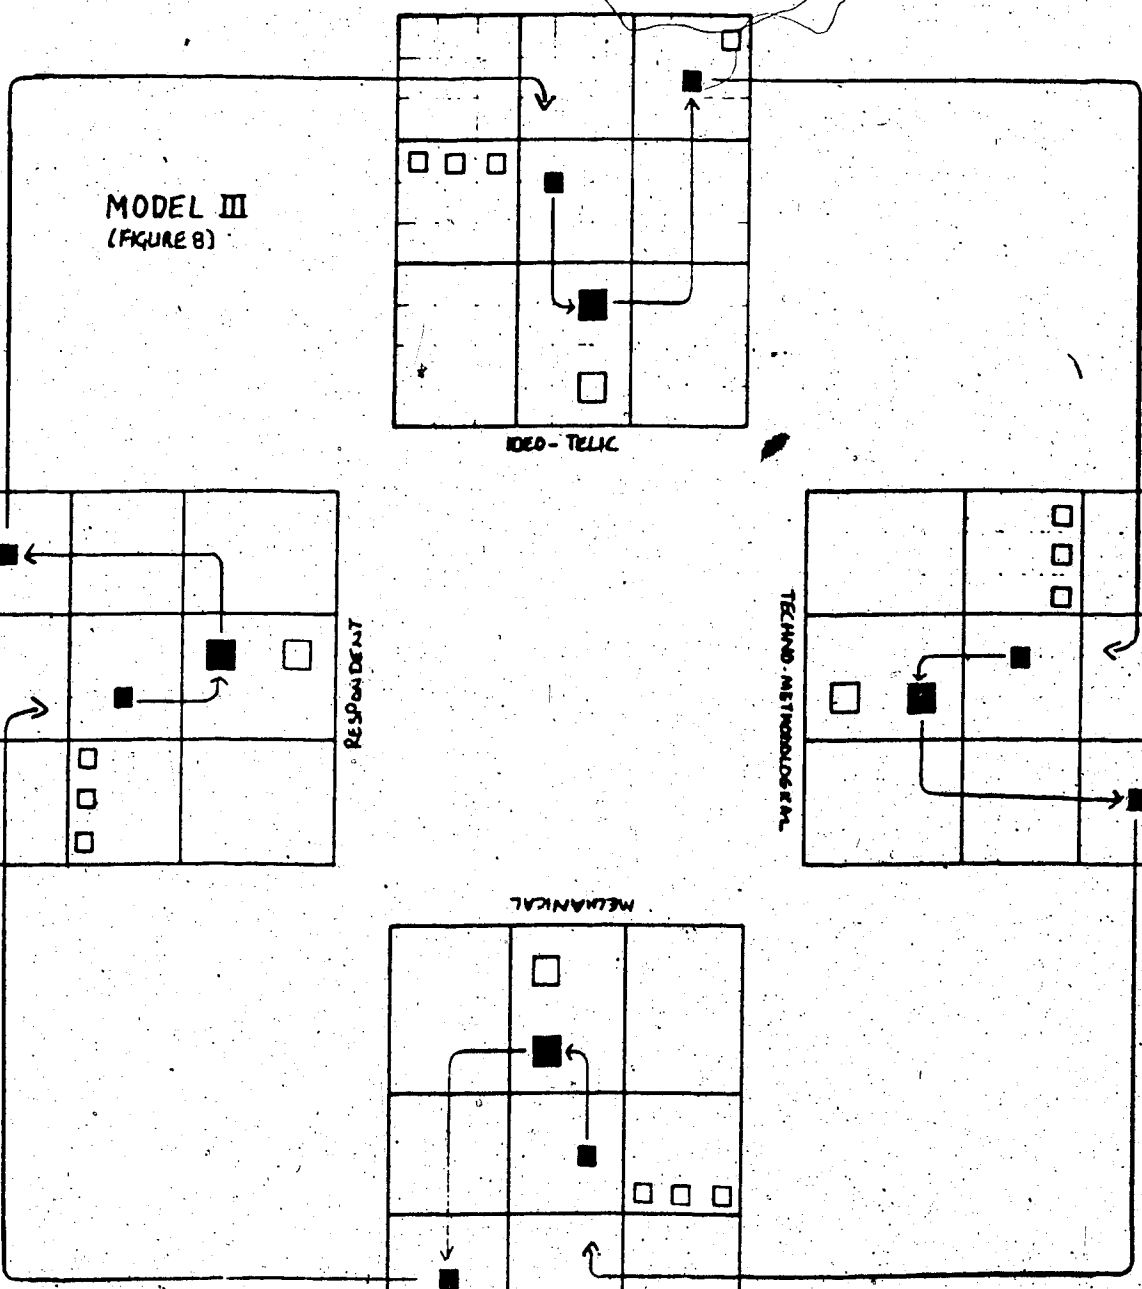 MODEL III
(FIGURE 8)
IDEO-TELIC
RESPONDENT
TECHNO-METHODOLOGICAL
MECHANICAL